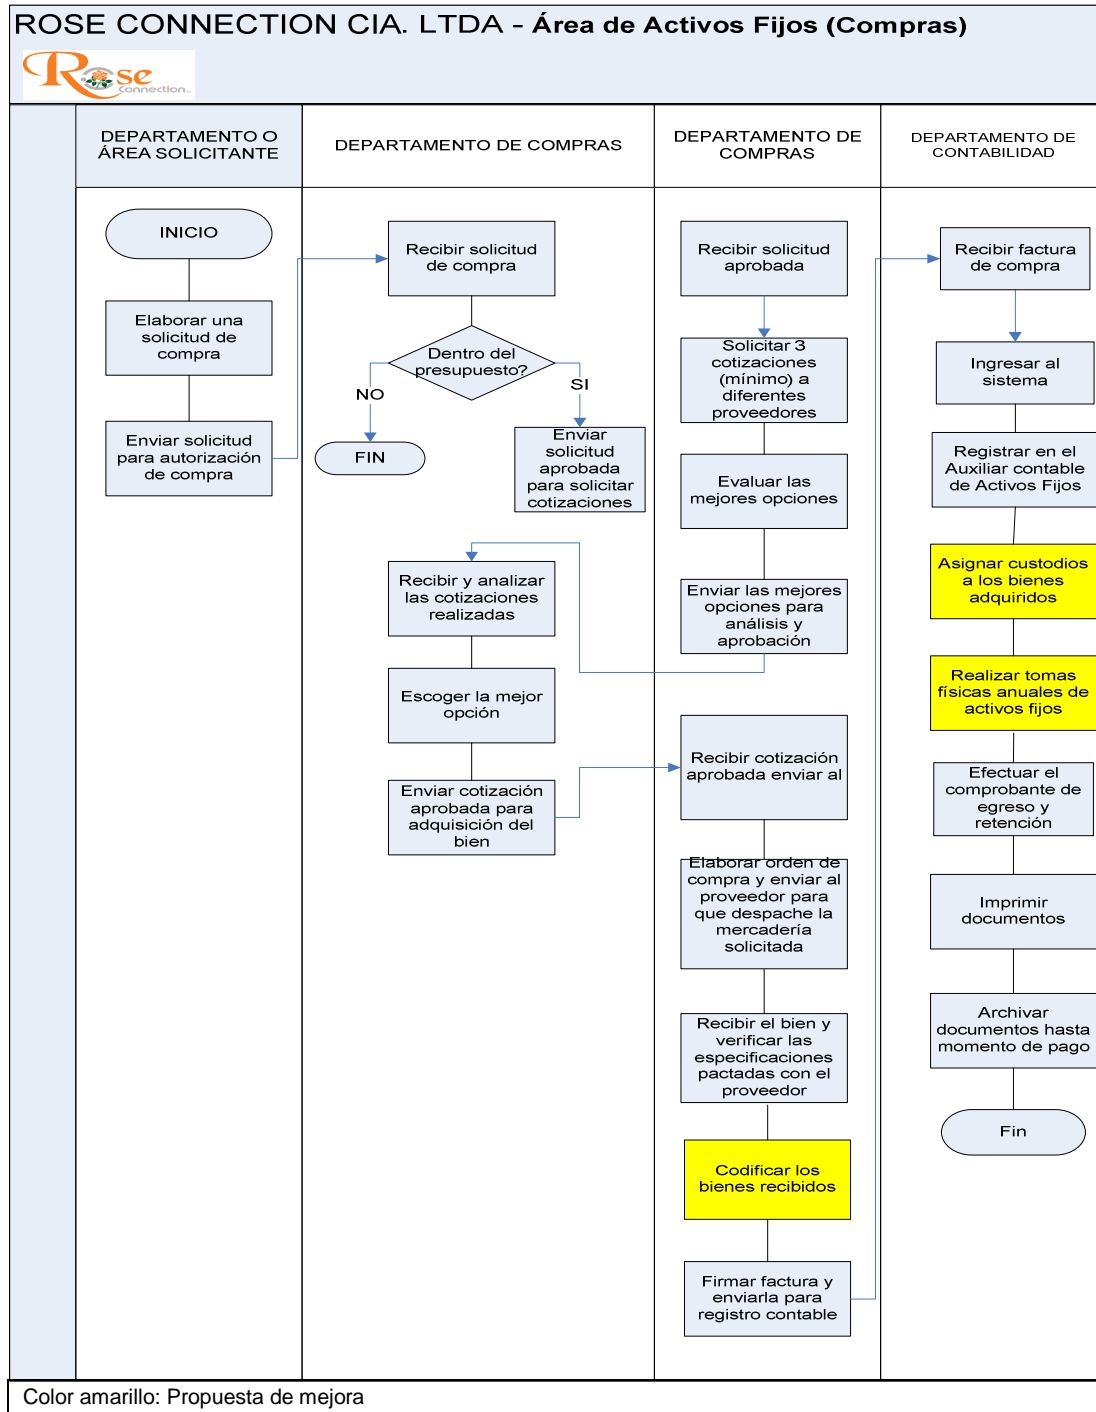 ROSE CONNECTION CIA. LTDA - Área de Activos Fijos (Compras)
Rose
Connection...
DEPARTAMENTO O
ÁREA SOLICITANTE
DEPARTAMENTO DE COMPRAS
DEPARTAMENTO DE
COMPRAS
DEPARTAMENTO DE
CONTABILIDAD
INICIO
Elaborar una
solicitud de
compra
Enviar solicitud
para autorización
de compra
Recibir solicitud
de compra
Dentro del
presupuesto?
NO
SI
FIN
Enviar
solicitud
aprobada
para solicitar
cotizaciones
Recibir y analizar
las cotizaciones
realizadas
Escoger la mejor
opción
Enviar cotización
aprobada para
adquisición del
bien
Recibir solicitud
aprobada
Solicitar 3
cotizaciones
(mínimo) a
diferentes
proveedores
Evaluar las
mejores opciones
Enviar las mejores
opciones para
análisis y
aprobación
Recibir cotización
aprobada enviar al
Elaborar orden de
compra y enviar al
proveedor para
que despache la
mercadería
solicitada
Recibir el bien y
verificar las
especificaciones
pactadas con el
proveedor
Codificar los
bienes recibidos
Firmar factura y
enviarla para
registro contable
Recibir factura
de compra
Ingresar al
sistema
Registrar en el
Auxiliar contable
de Activos Fijos
Asignar custodios
a los bienes
adquiridos
Realizar tomas
físicas anuales de
activos fijos
Efectuar el
comprobante de
egreso y
retención
Imprimir
documentos
Archivar
documentos hasta
momento de pago
Fin
Color amarillo: Propuesta de mejora